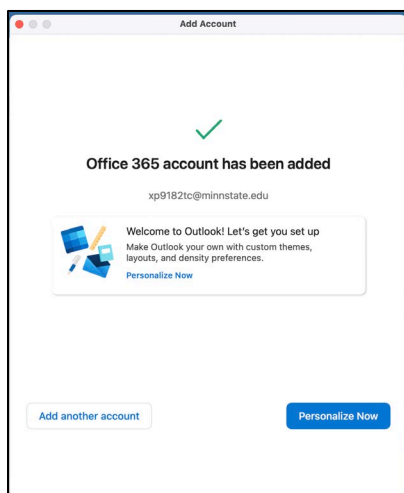 Add Account
Office 365 account has been added
xp9182tc@minnstate.edu
Welcome to Outlook! Let's get you set up
Make Outlook your own with custom themes,
layouts, and density preferences.
Personalize Now
Add another account
Personalize Now